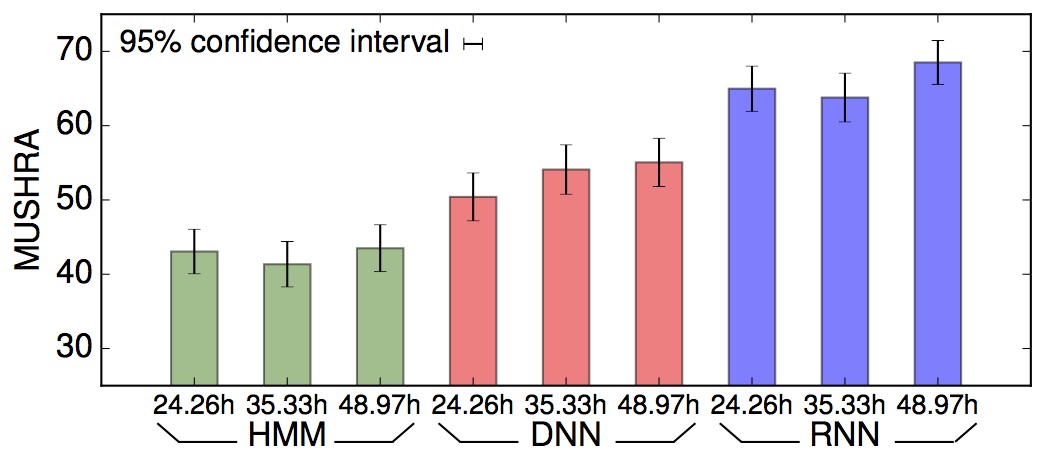 95% confidence interval
MUSHRA
70
60
50
40
30
24.26h 35.33h 48.97h 24.26h 35.33h 48.97h 24.26h 35.33h 48.97h
HMM DNN RNN